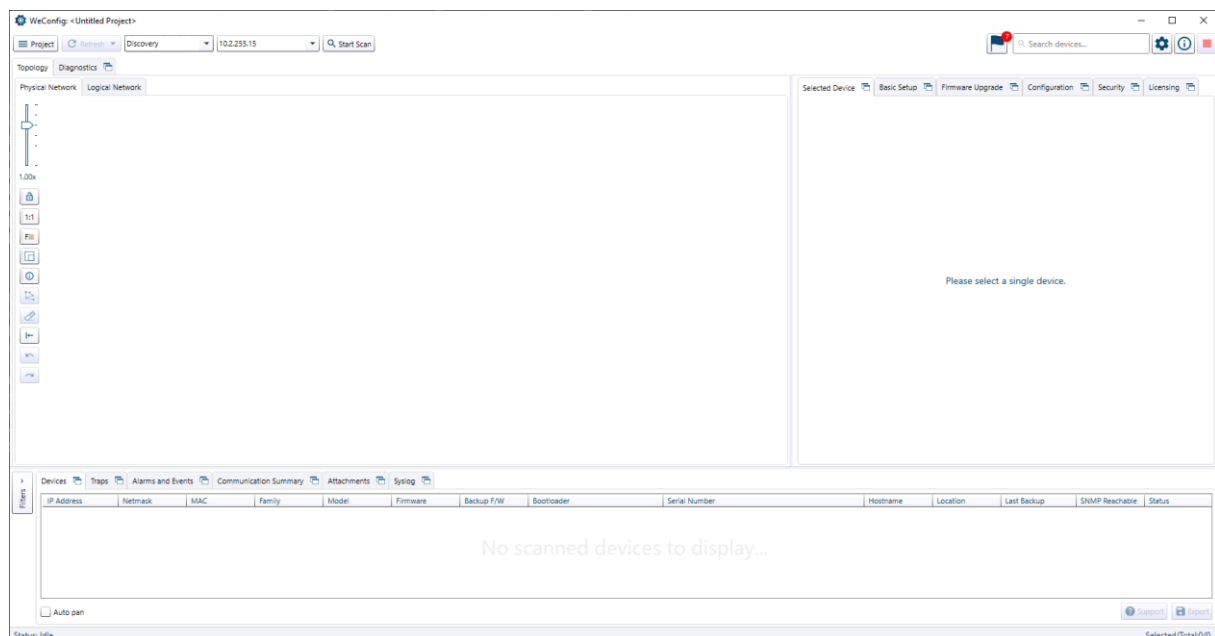 WeConfig: <Untitled Project>
Project Refresh Discovery 10.2.255.15 Start Scan 7 Search devices...
Topology Diagnostics
Physical Network Logical Network
Selected Device Basic Setup Firmware Upgrade Configuration Security Licensing
1.00x
1:1
Fill
Please select a single device.
Filters
Devices Traps Alarms and Events Communication Summary Attachments Syslog
IP Address Netmask MAC Family Model Firmware Backup F/W Bootloader Serial Number Hostname Location Last Backup SNMP Reachable Status
No scanned devices to display...
Auto pan
Support Export
Status: Idle Selected/Total:0/0